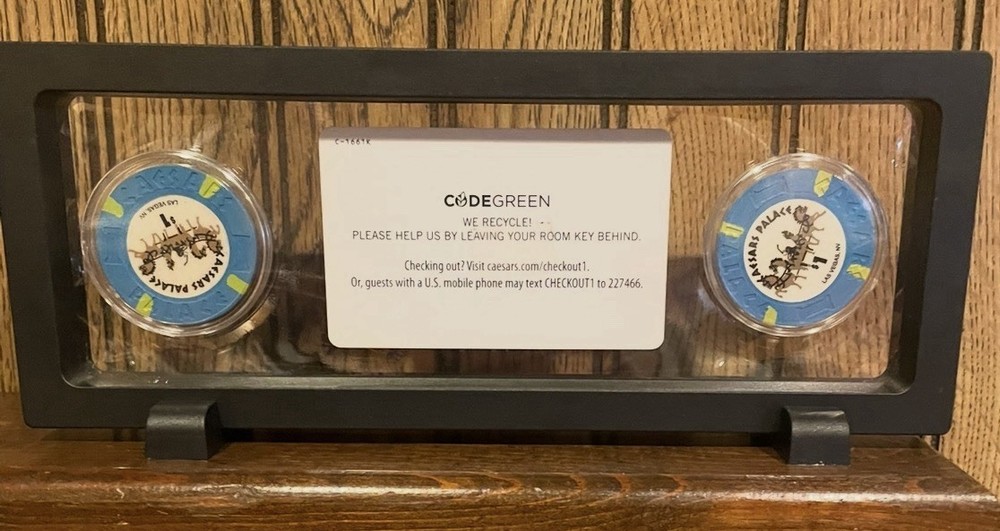 C-1661K
CODEGREEN
WE RECYCLE!
PLEASE HELP US BY LEAVING YOUR ROOM KEY BEHIND.
Checking out? Visit caesars.com/checkout1.
Or, guests with a U.S. mobile phone may text CHECKOUT1 to 227466.
CAESARS PALACE
$1
LAS VEGAS, NV
CAESARS PALACE
$1
LAS VEGAS, NV